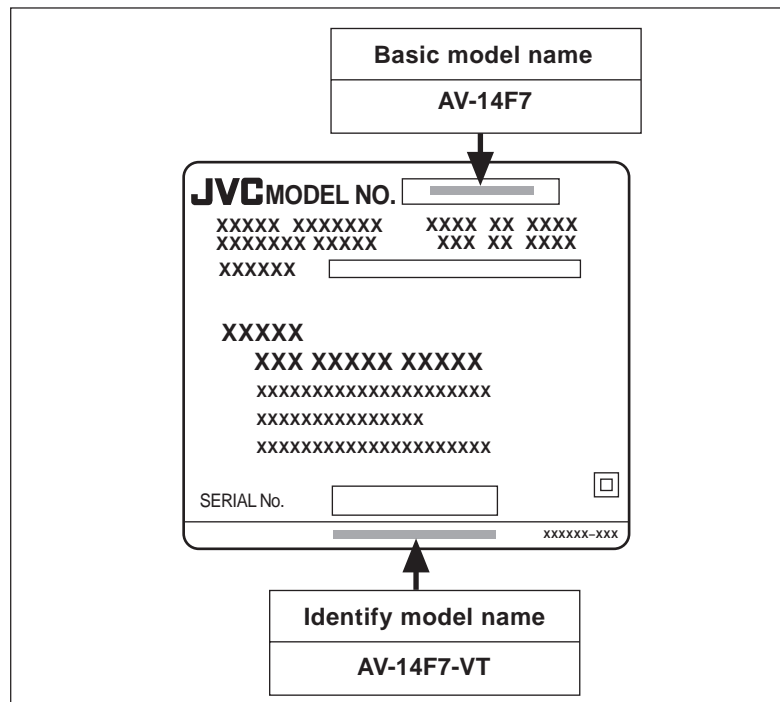 Basic model name
AV-14F7
JVC MODEL NO.
XXXXX XXXXXXX XXXX XX XXXX
XXXXXXX XXXXX XXX XX XXXX
XXXXXX
XXXXX
XXX XXXXX XXXXX
XXXXXXXXXXXXXXXXXXXXX
XXXXXXXXXXXXXXX
XXXXXXXXXXXXXXXXXXXXX
SERIAL No.
XXXXXX–XXX
Identify model name
AV-14F7-VT